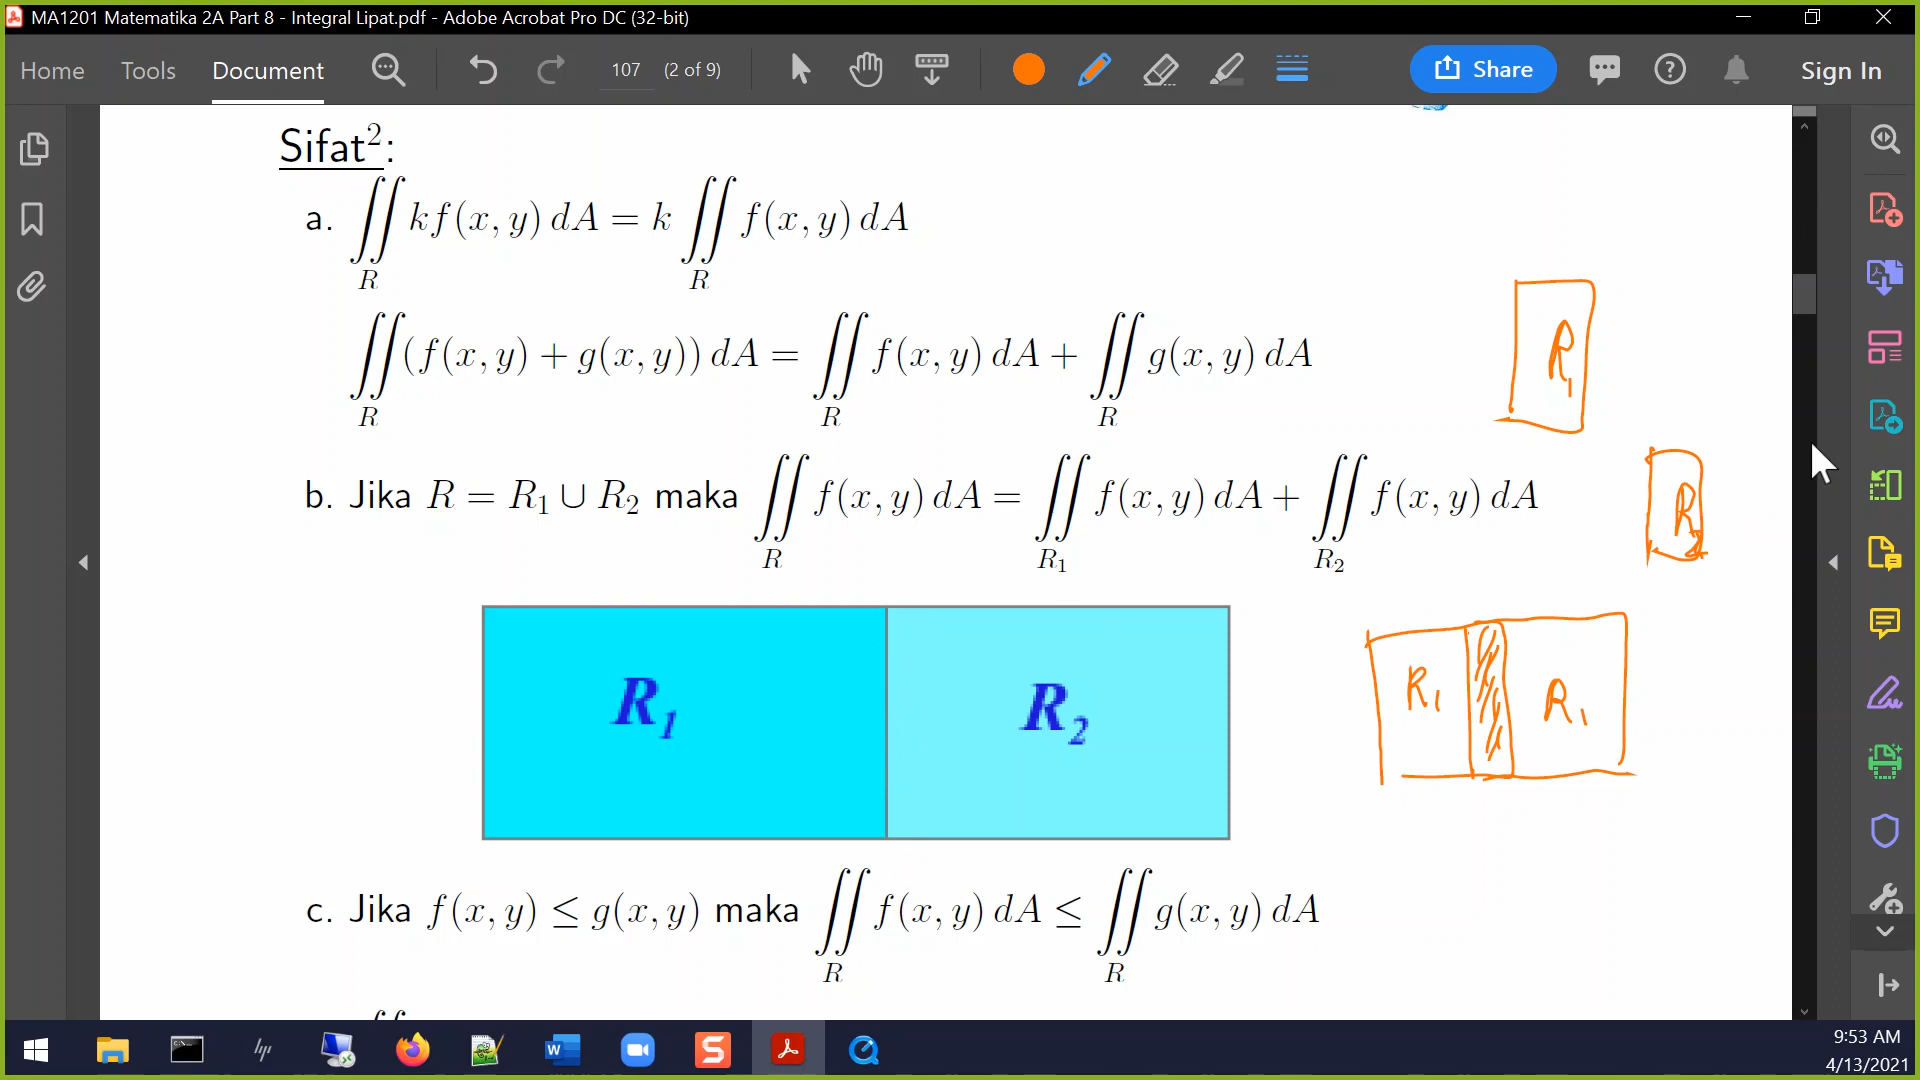 MA1201 Matematika 2A Part 8 - Integral Lipat.pdf - Adobe Acrobat Pro DC (32-bit)
Home Tools Document 107 (2 of 9) Share Sign In
Sifat²:
a. ∬_R kf(x, y) dA = k ∬_R f(x, y) dA
∬_R (f(x, y) + g(x, y)) dA = ∬_R f(x, y) dA + ∬_R g(x, y) dA
R₁
b. Jika R = R₁ ∪ R₂ maka ∬_R f(x, y) dA = ∬_R₁ f(x, y) dA + ∬_R₂ f(x, y) dA
R₂
R₁ R₂
R₁ R₁
c. Jika f(x, y) ≤ g(x, y) maka ∬_R f(x, y) dA ≤ ∬_R g(x, y) dA
9:53 AM
4/13/2021